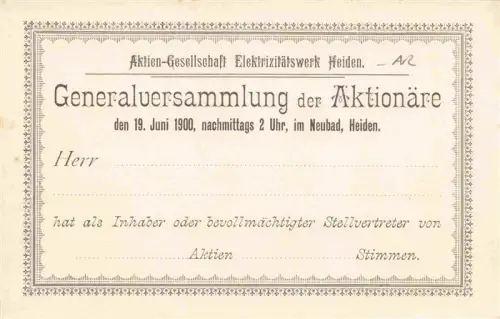 Aktien-Gesellschaft Elektrizitätswerk Heiden. - AR
Generalversammlung der Aktionäre
den 19. Juni 1900, nachmittags 2 Uhr, im Neubad, Heiden.
Herr
hat als Inhaber oder bevollmächtigter Stellvertreter von
Aktien Stimmen.